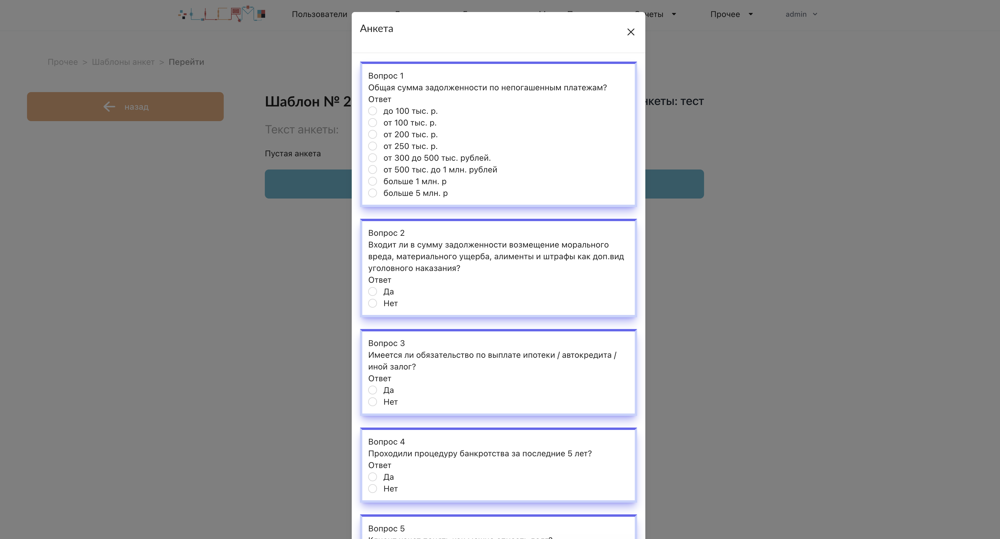 Пользователи
четы
Прочее
admin
Анкета
Прочее > Шаблоны анкет > Перейти
назад
Шаблон № 2
нкеты: тест
Текст анкеты:
Пустая анкета
Вопрос 1
Общая сумма задолженности по непогашенным платежам?
Ответ
до 100 тыс. р.
от 100 тыс. р.
от 200 тыс. р.
от 250 тыс. р.
от 300 до 500 тыс. рублей.
от 500 тыс. до 1 млн. рублей
больше 1 млн. р
больше 5 млн. р
Вопрос 2
Входит ли в сумму задолженности возмещение морального
вреда, материального ущерба, алименты и штрафы как доп.вид
уголовного наказания?
Ответ
Да
Нет
Вопрос 3
Имеется ли обязательство по выплате ипотеки / автокредита /
иной залог?
Ответ
Да
Нет
Вопрос 4
Проходили процедуру банкротства за последние 5 лет?
Ответ
Да
Нет
Вопрос 5